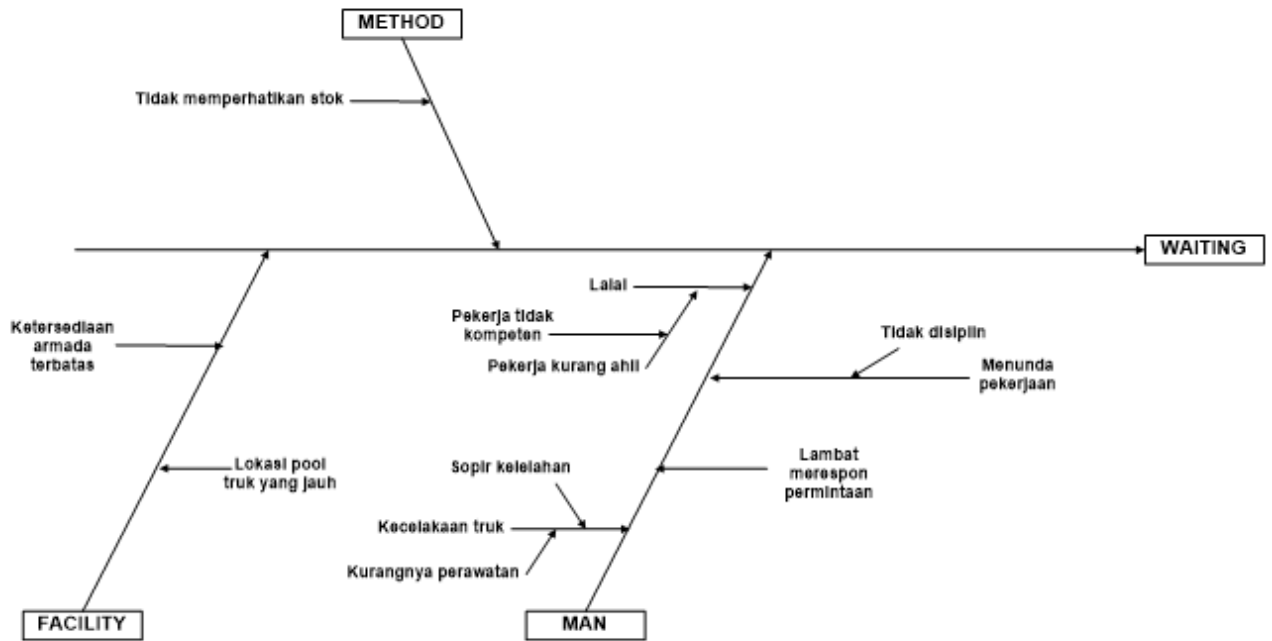 METHOD
Tidak memperhatikan stok
WAITING
Lalai
Pekerja tidak
kompeten
Pekerja kurang ahli
Tidak disiplin
Menunda
pekerjaan
Ketersediaan
armada
terbatas
Lokasi pool
truk yang jauh
Sopir kelelahan
Lambat
merespon
permintaan
Kecelakaan truk
Kurangnya perawatan
FACILITY
MAN